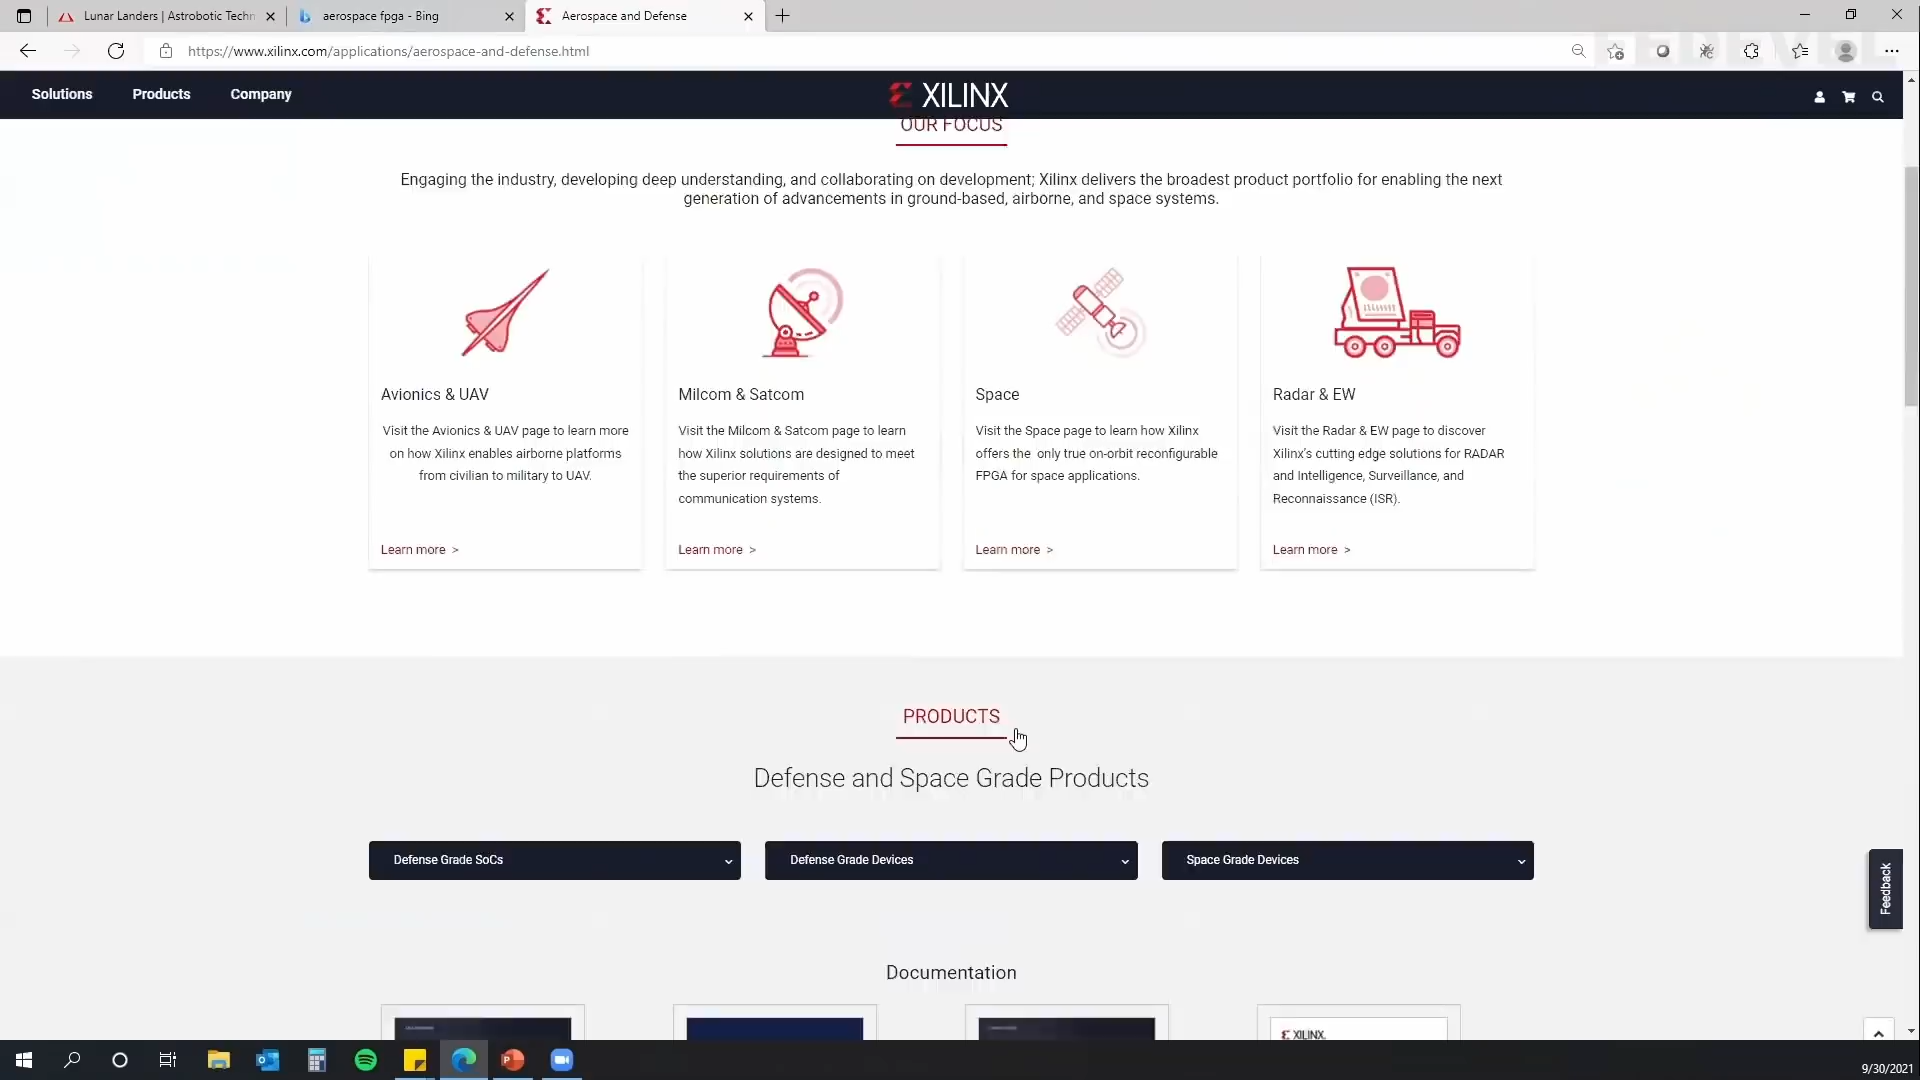 Lunar Landers | Astrobotic Techn
aerospace fpga - Bing
Aerospace and Defense
https://www.xilinx.com/applications/aerospace-and-defense.html
FEDEVEL
Solutions
Products
Company
XILINX
OUR FOCUS
Engaging the industry, developing deep understanding, and collaborating on development; Xilinx delivers the broadest product portfolio for enabling the next
generation of advancements in ground-based, airborne, and space systems.
Avionics & UAV
Visit the Avionics & UAV page to learn more
on how Xilinx enables airborne platforms
from civilian to military to UAV.
Learn more >
Milcom & Satcom
Visit the Milcom & Satcom page to learn
how Xilinx solutions are designed to meet
the superior requirements of
communication systems.
Learn more >
Space
Visit the Space page to learn how Xilinx
offers the only true on-orbit reconfigurable
FPGA for space applications.
Learn more >
Radar & EW
Visit the Radar & EW page to discover
Xilinx's cutting edge solutions for RADAR
and Intelligence, Surveillance, and
Reconnaissance (ISR).
Learn more >
PRODUCTS
Defense and Space Grade Products
Defense Grade SoCs
Defense Grade Devices
Space Grade Devices
Feedback
Documentation
XILINX
9/30/2021